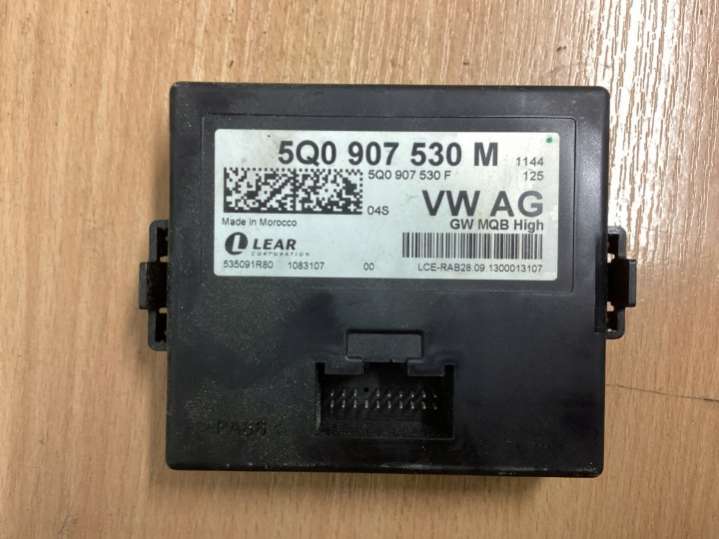 5Q0 907 530 M 1144
5Q0 907 530 F 125
04S VW AG
Made in Morocco GW MQB High
LEAR
CORPORATION
535091R80 1083107 00 LCE-RAB28.09.1300013107